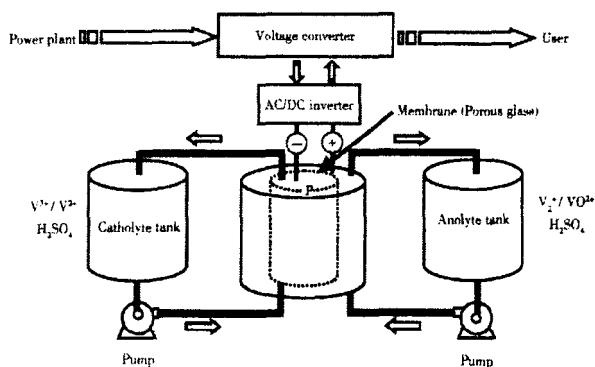 Power plant
Voltage converter
User
AC/DC inverter
Membrane (Porous glass)
−
+
P
V³⁺/ V²⁺
H₂SO₄
Catholyte tank
Anolyte tank
V₂⁺/ VO²⁺
H₂SO₄
Pump
Pump